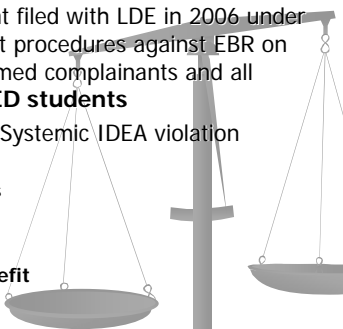 t filed with LDE in 2006 under
t procedures against EBR on
med complainants and all
ED students
Systemic IDEA violation
s
efit